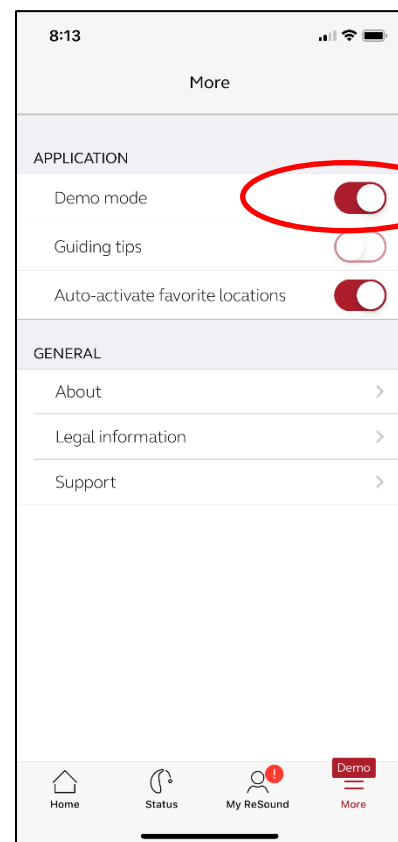 8:13
More
APPLICATION
Demo mode
Guiding tips
Auto-activate favorite locations
GENERAL
About
Legal information
Support
!
Demo
Home Status My ReSound More